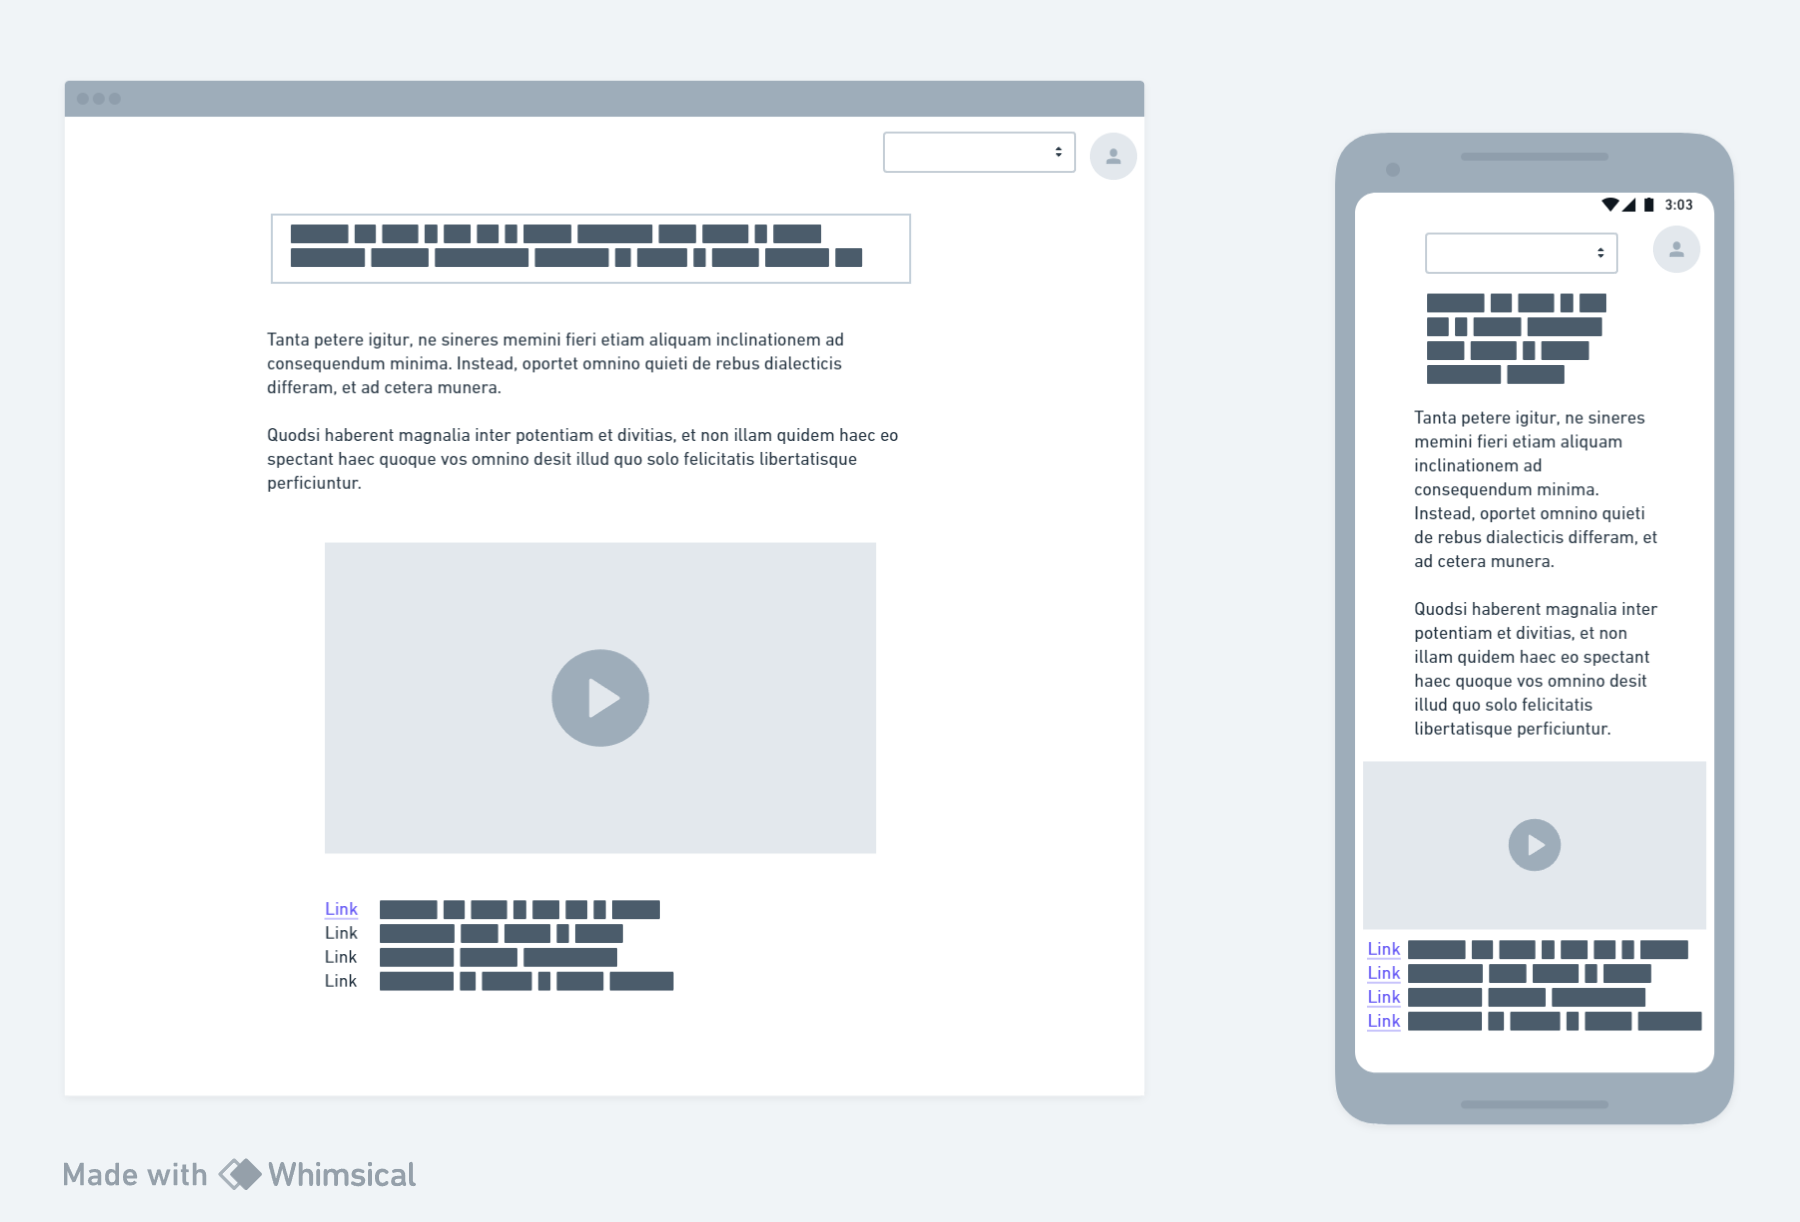 Tanta petere igitur, ne sineres memini fieri etiam aliquam inclinationem ad
consequendum minima. Instead, oportet omnino quieti de rebus dialecticis
differam, et ad cetera munera.
Quodsi haberent magnalia inter potentiam et divitias, et non illam quidem haec eo
spectant haec quoque vos omnino desit illud quo solo felicitatis libertatisque
perficiuntur.
Link
Link
Link
Link
3:03
Tanta petere igitur, ne sineres
memini fieri etiam aliquam
inclinationem ad
consequendum minima.
Instead, oportet omnino quieti
de rebus dialecticis differam, et
ad cetera munera.
Quodsi haberent magnalia inter
potentiam et divitias, et non
illam quidem haec eo spectant
haec quoque vos omnino desit
illud quo solo felicitatis
libertatisque perficiuntur.
Link
Link
Link
Link
Made with Whimsical